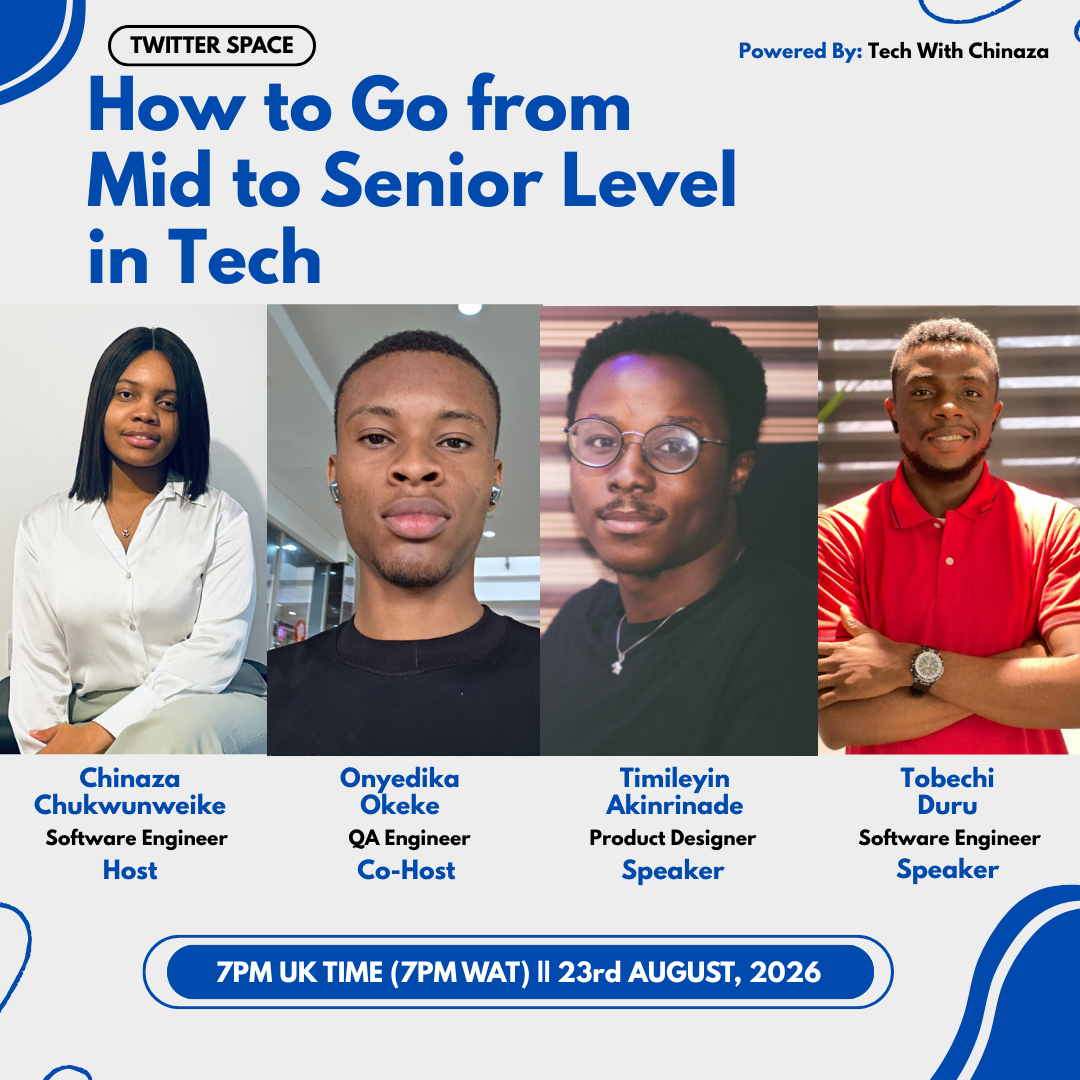 TWITTER SPACE
Powered By: Tech With Chinaza
How to Go from
Mid to Senior Level
in Tech
Chinaza
Chukwunweike
Software Engineer
Host
Onyedika
Okeke
QA Engineer
Co-Host
Timileyin
Akinrinade
Product Designer
Speaker
Tobechi
Duru
Software Engineer
Speaker
7PM UK TIME (7PM WAT) || 23rd AUGUST, 2026